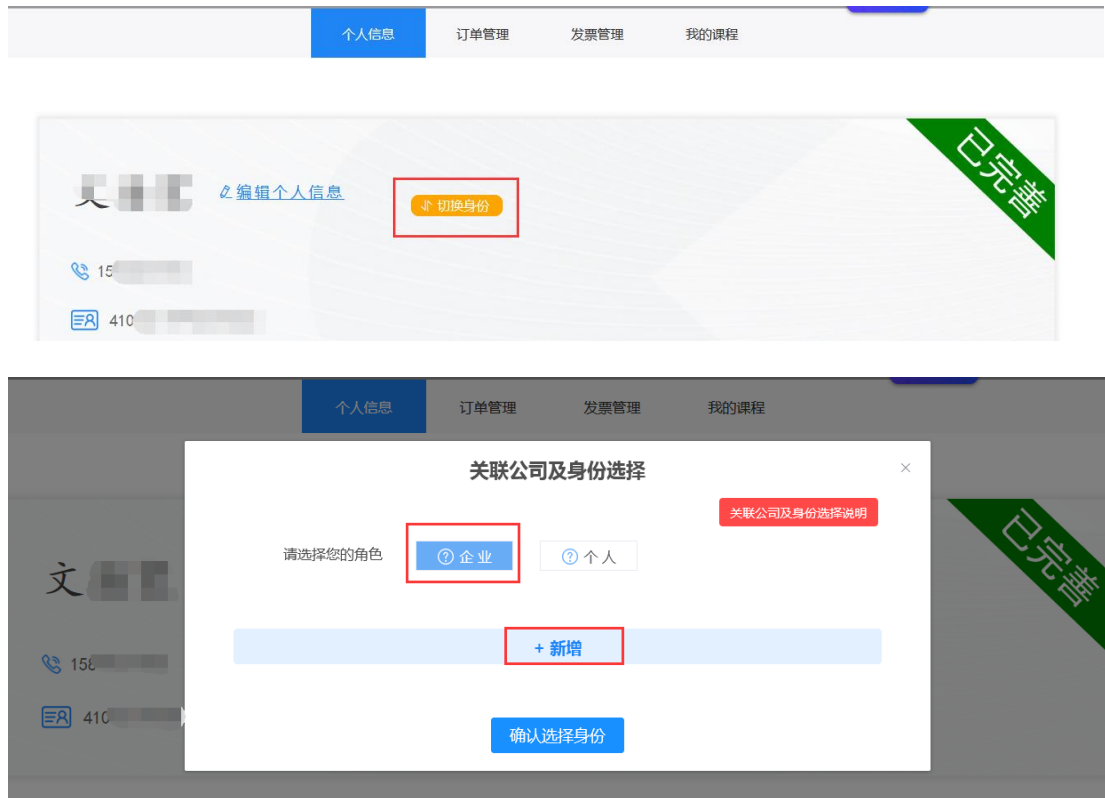 个人信息 订单管理 发票管理 我的课程
编辑个人信息 切换身份
已完善
15
410
个人信息 订单管理 发票管理 我的课程
关联公司及身份选择
关联公司及身份选择说明
请选择您的角色 企业 个人
文
已完善
+ 新增
158
410
确认选择身份